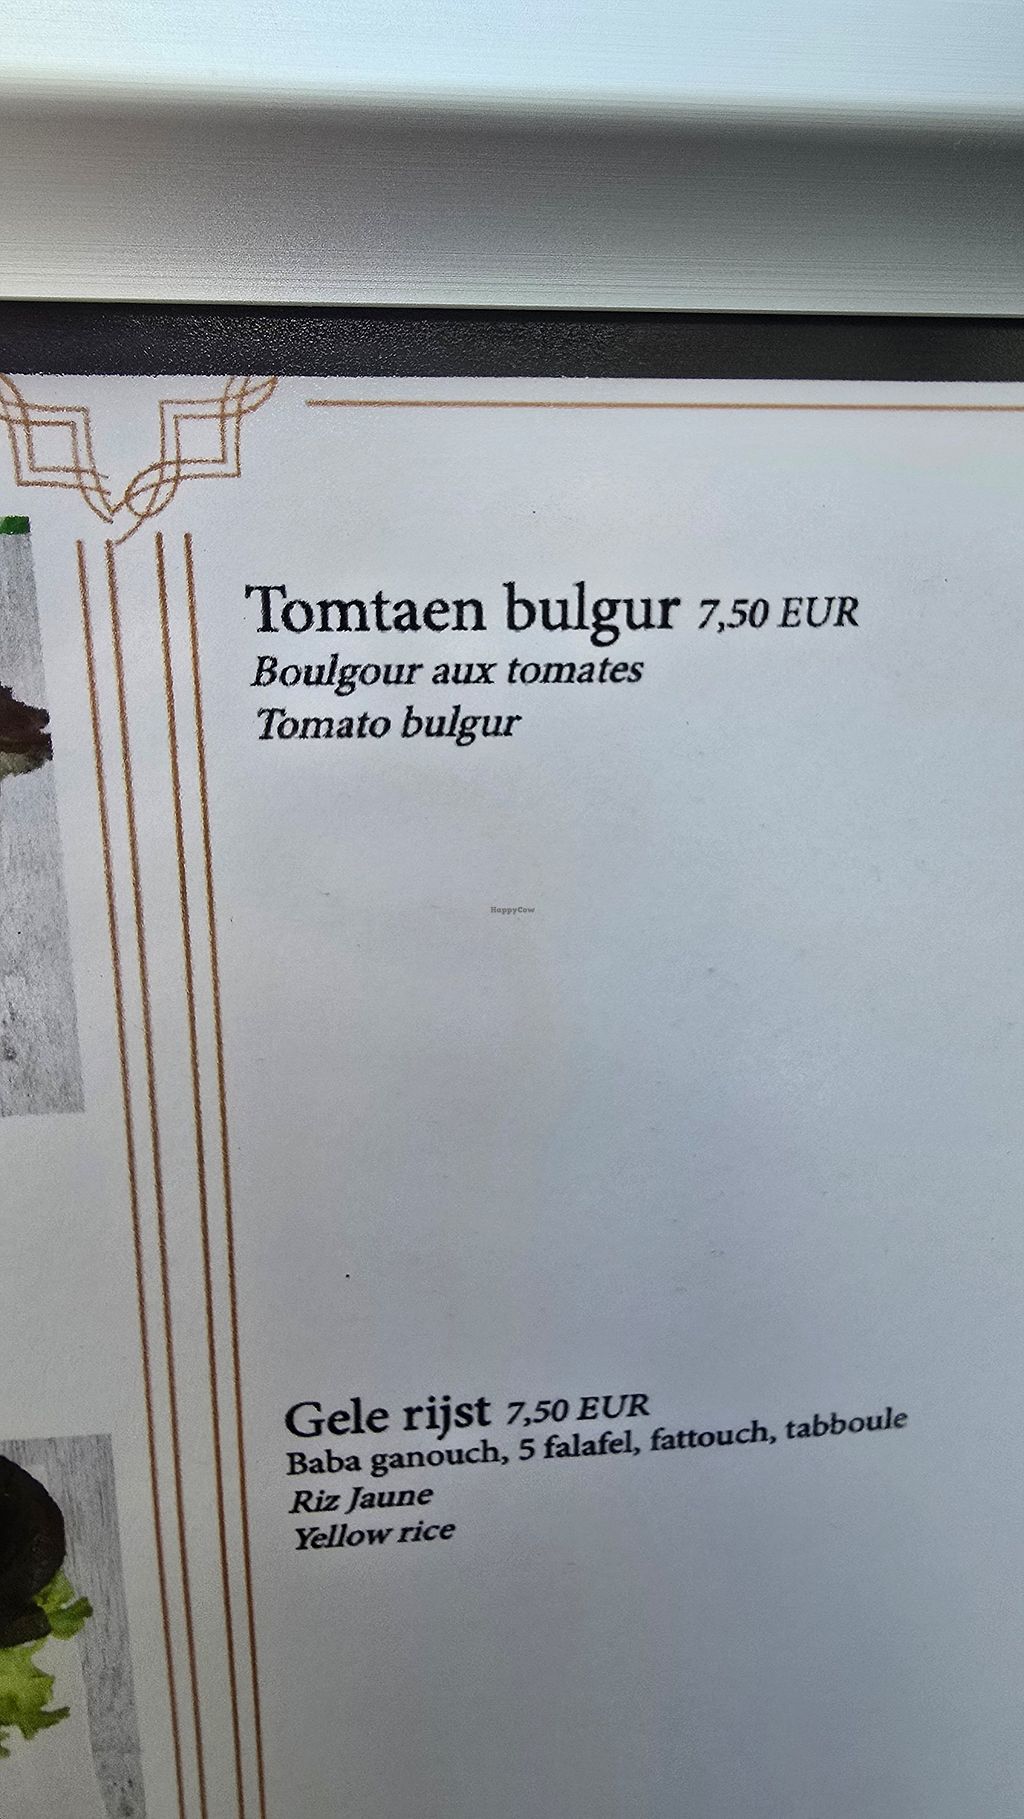 Tomtaen bulgur 7,50 EUR
Boulgour aux tomates
Tomato bulgur
HappyCow
Gele rijst 7,50 EUR
Baba ganouch, 5 falafel, fattouch, tabboule
Riz Jaune
Yellow rice